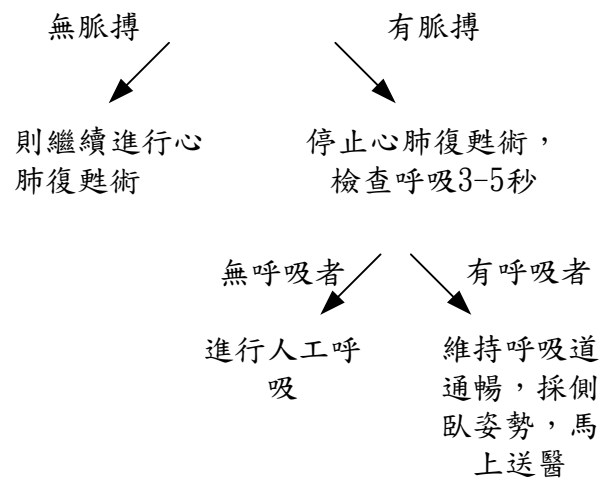 無脈搏
有脈搏
則繼續進行心
肺復甦術
停止心肺復甦術，
檢查呼吸3-5秒
無呼吸者
有呼吸者
進行人工呼
吸
維持呼吸道
通暢，採側
臥姿勢，馬
上送醫